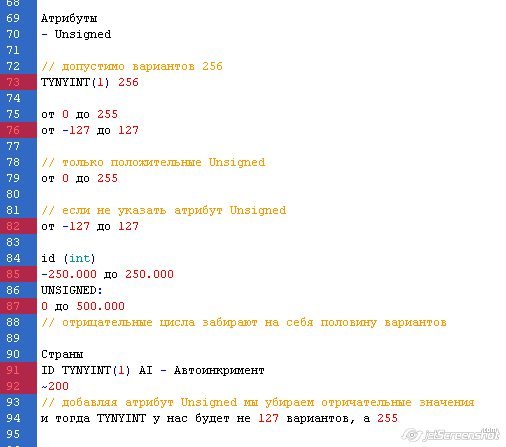 68
69 Атрибуты
70 - Unsigned
71
72 // допустимо вариантов 256
73 TYNYINT(1) 256
74
75 от 0 до 255
76 от -127 до 127
77
78 // только положительные Unsigned
79 от 0 до 255
80
81 // если не указать атрибут Unsigned
82 от -127 до 127
83
84 id (int)
85 -250.000 до 250.000
86 UNSIGNED:
87 0 до 500.000
88 // отрицательные цисла забирают на себя половину вариантов
89
90 Страны
91 ID TYNYINT(1) AI - Автоинкримент
92 ~200
93 // добавляя атрибут Unsigned мы убираем отричательные значения
94 и тогда TYNYINT у нас будет не 127 вариантов, а 255
95
jetScreenshot